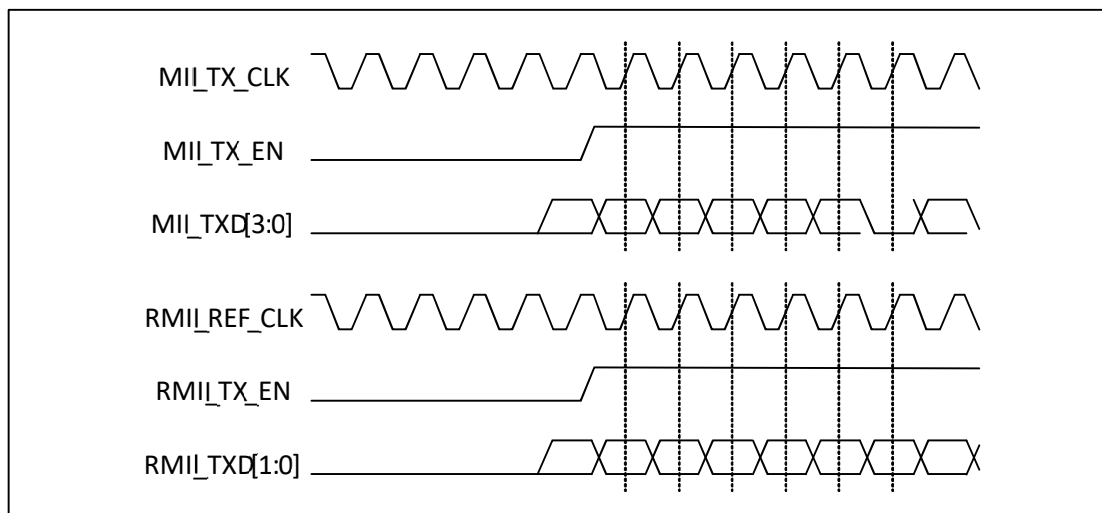 MII_TX_CLK
MII_TX_EN
MII_TXD[3:0]
RMII_REF_CLK
RMII_TX_EN
RMII_TXD[1:0]